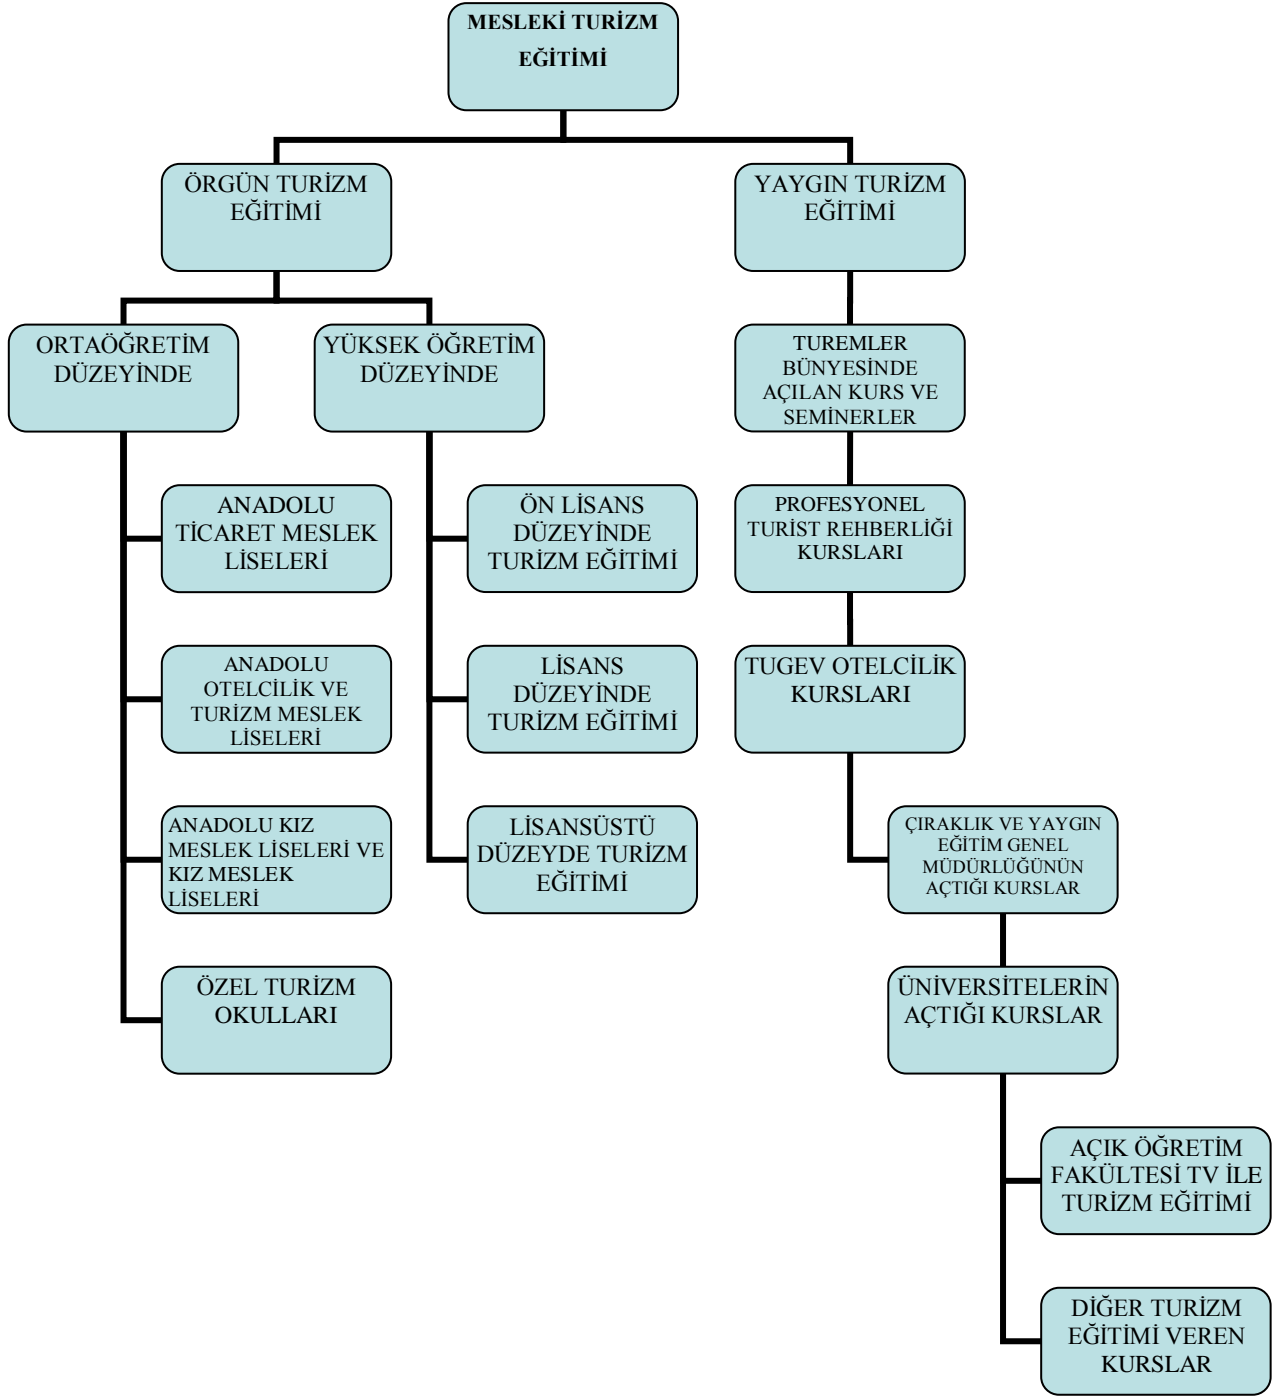 MESLEKİ TURİZM
EĞİTİMİ
ÖRGÜN TURİZM
EĞİTİMİ
YAYGIN TURİZM
EĞİTİMİ
ORTAÖĞRETİM
DÜZEYİNDE
YÜKSEK ÖĞRETİM
DÜZEYİNDE
TUREMLER
BÜNYESİNDE
AÇILAN KURS VE
SEMİNERLER
ANADOLU
TİCARET MESLEK
LİSELERİ
ÖN LİSANS
DÜZEYİNDE
TURİZM EĞİTİMİ
PROFESYONEL
TURIST REHBERLİĞİ
KURSLARI
ANADOLU
OTELCİLİK VE
TURİZM MESLEK
LİSELERİ
LİSANS
DÜZEYİNDE
TURİZM EĞİTİMİ
TUGEV OTELCİLİK
KURSLARI
ANADOLU KIZ
MESLEK LİSELERİ VE
KIZ MESLEK
LİSELERİ
LİSANSÜSTÜ
DÜZEYDE TURİZM
EĞİTİMİ
ÇIRAKLIK VE YAYGIN
EĞİTİM GENEL
MÜDÜRLÜĞÜNÜN
AÇTIĞI KURSLAR
ÖZEL TURİZM
OKULLARI
ÜNİVERSİTELERİN
AÇTIĞI KURSLAR
AÇIK ÖĞRETİM
FAKÜLTESİ TV İLE
TURİZM EĞİTİMİ
DİĞER TURİZM
EĞİTİMİ VEREN
KURSLAR